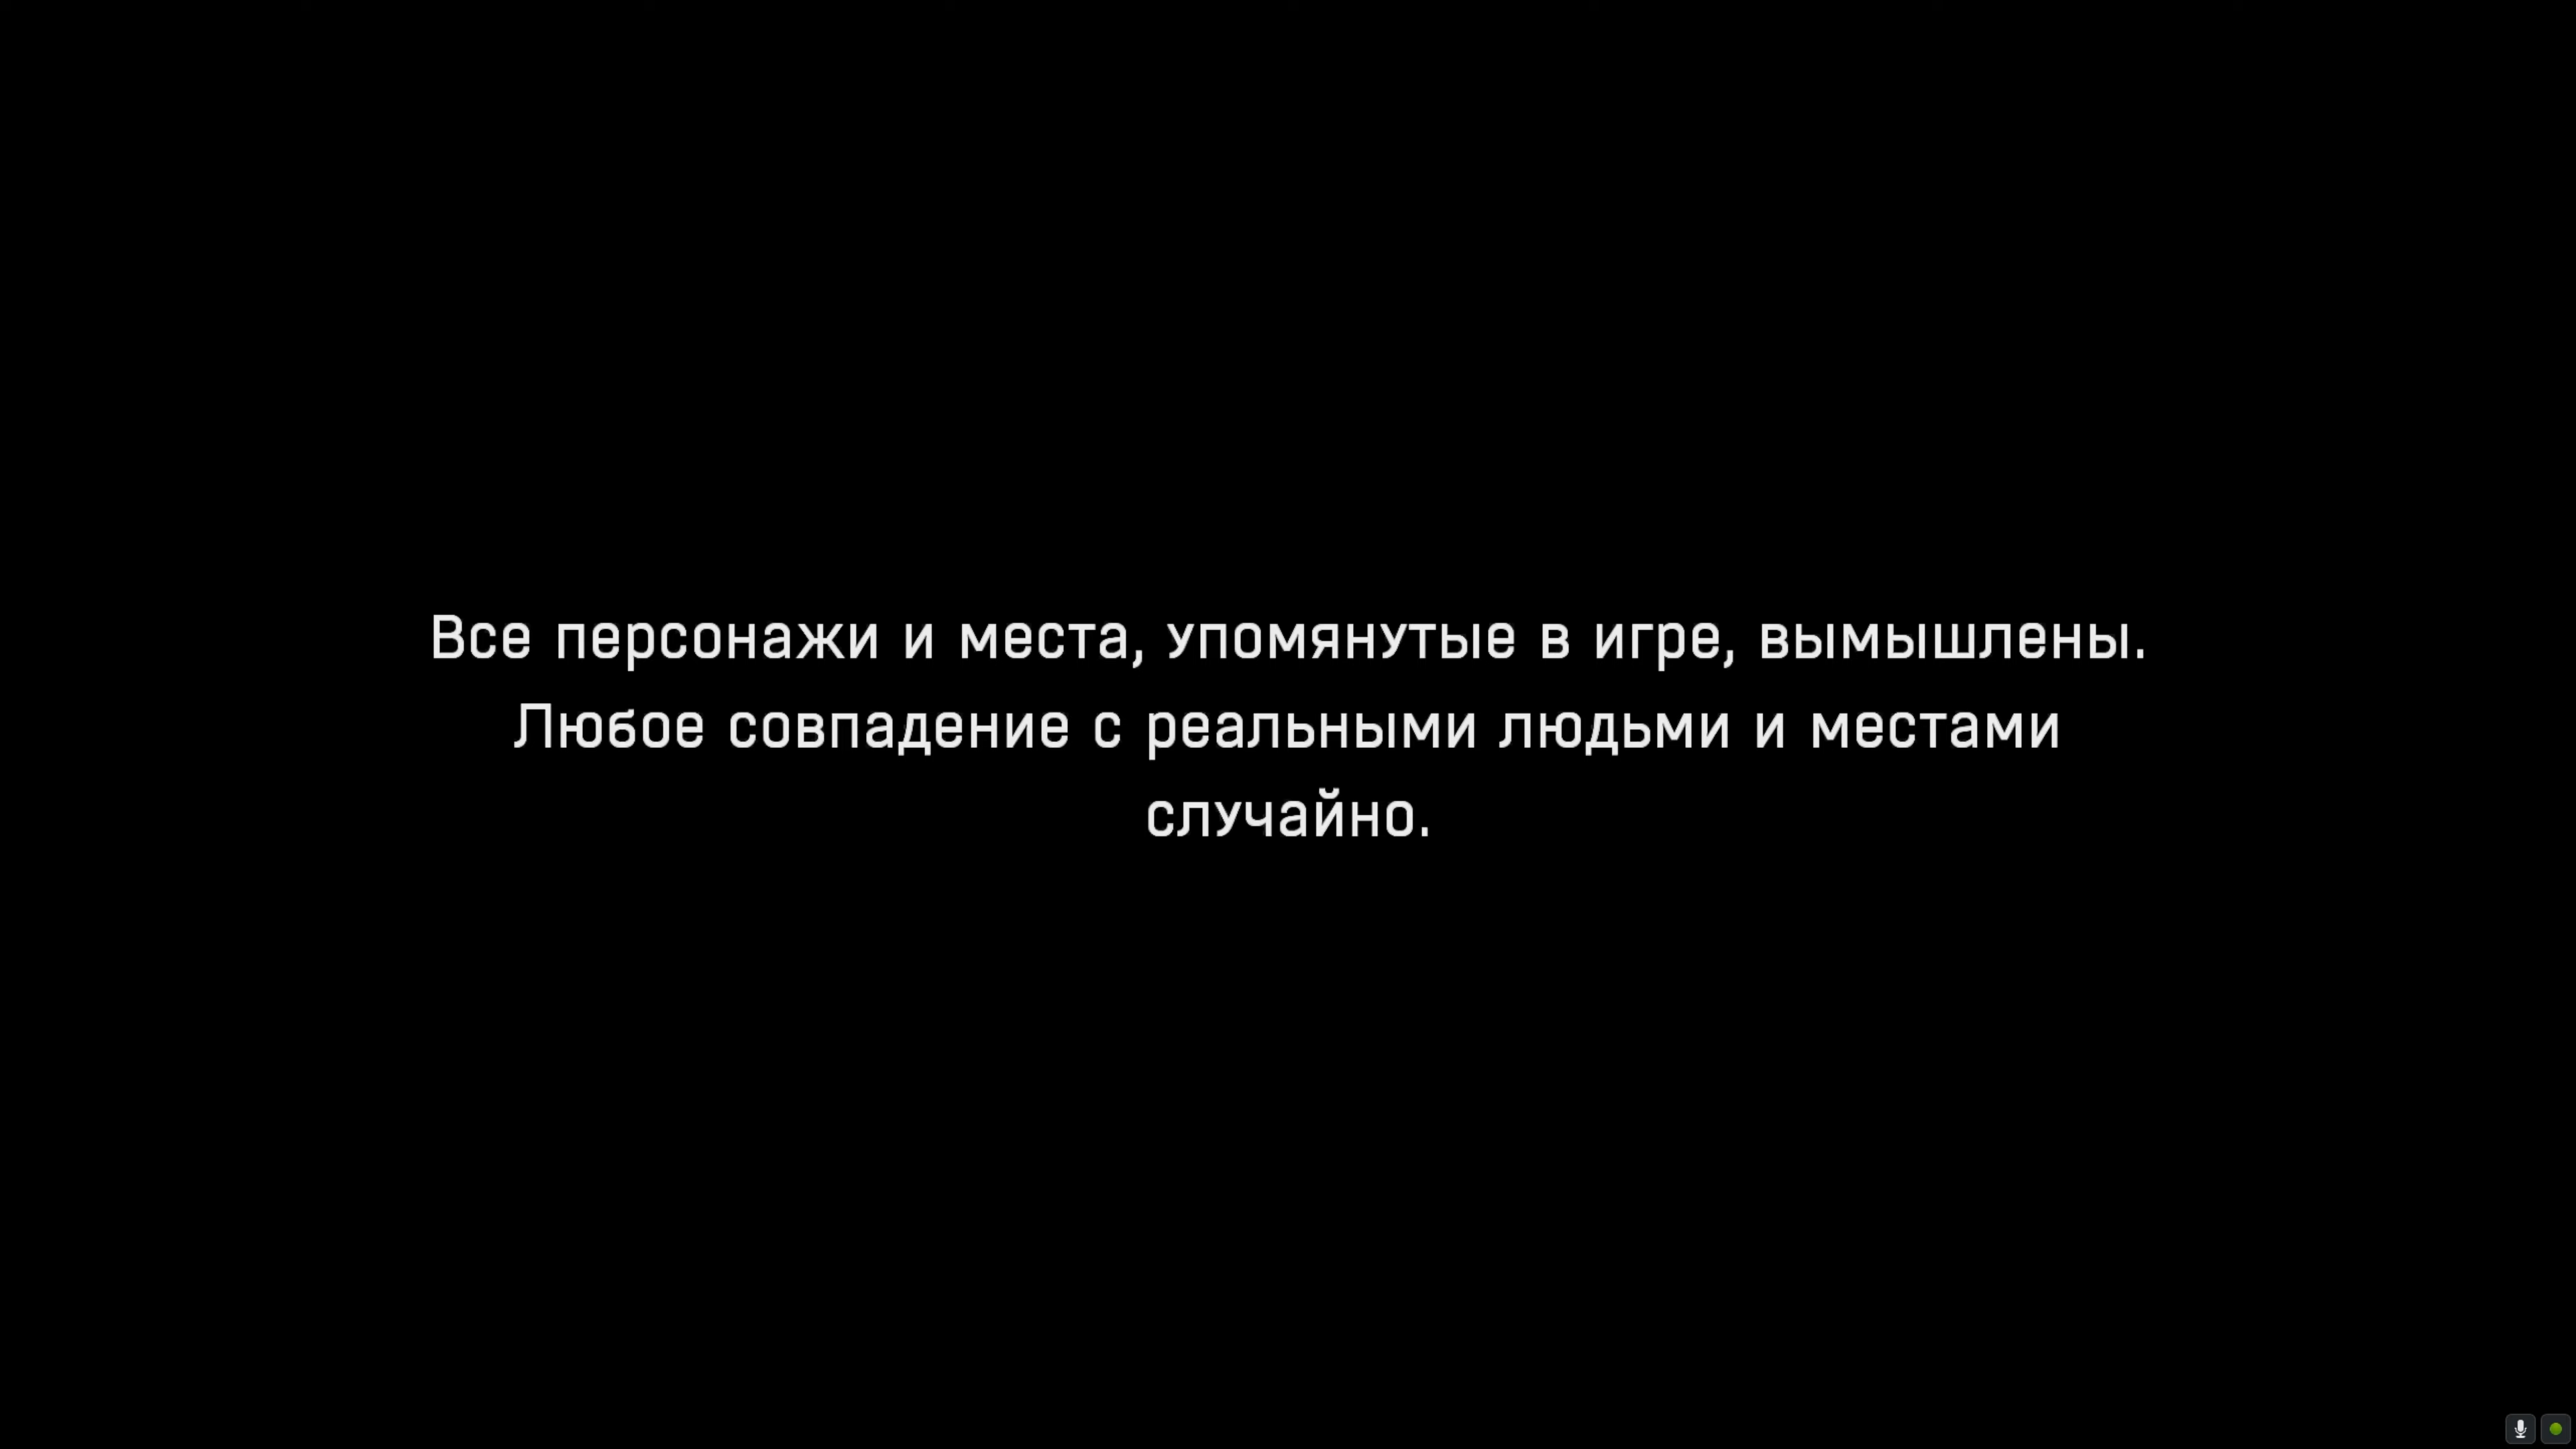 Все персонажи и места, упомянутые в игре, вымышлены.
Любое совпадение с реальными людьми и местами
случайно.